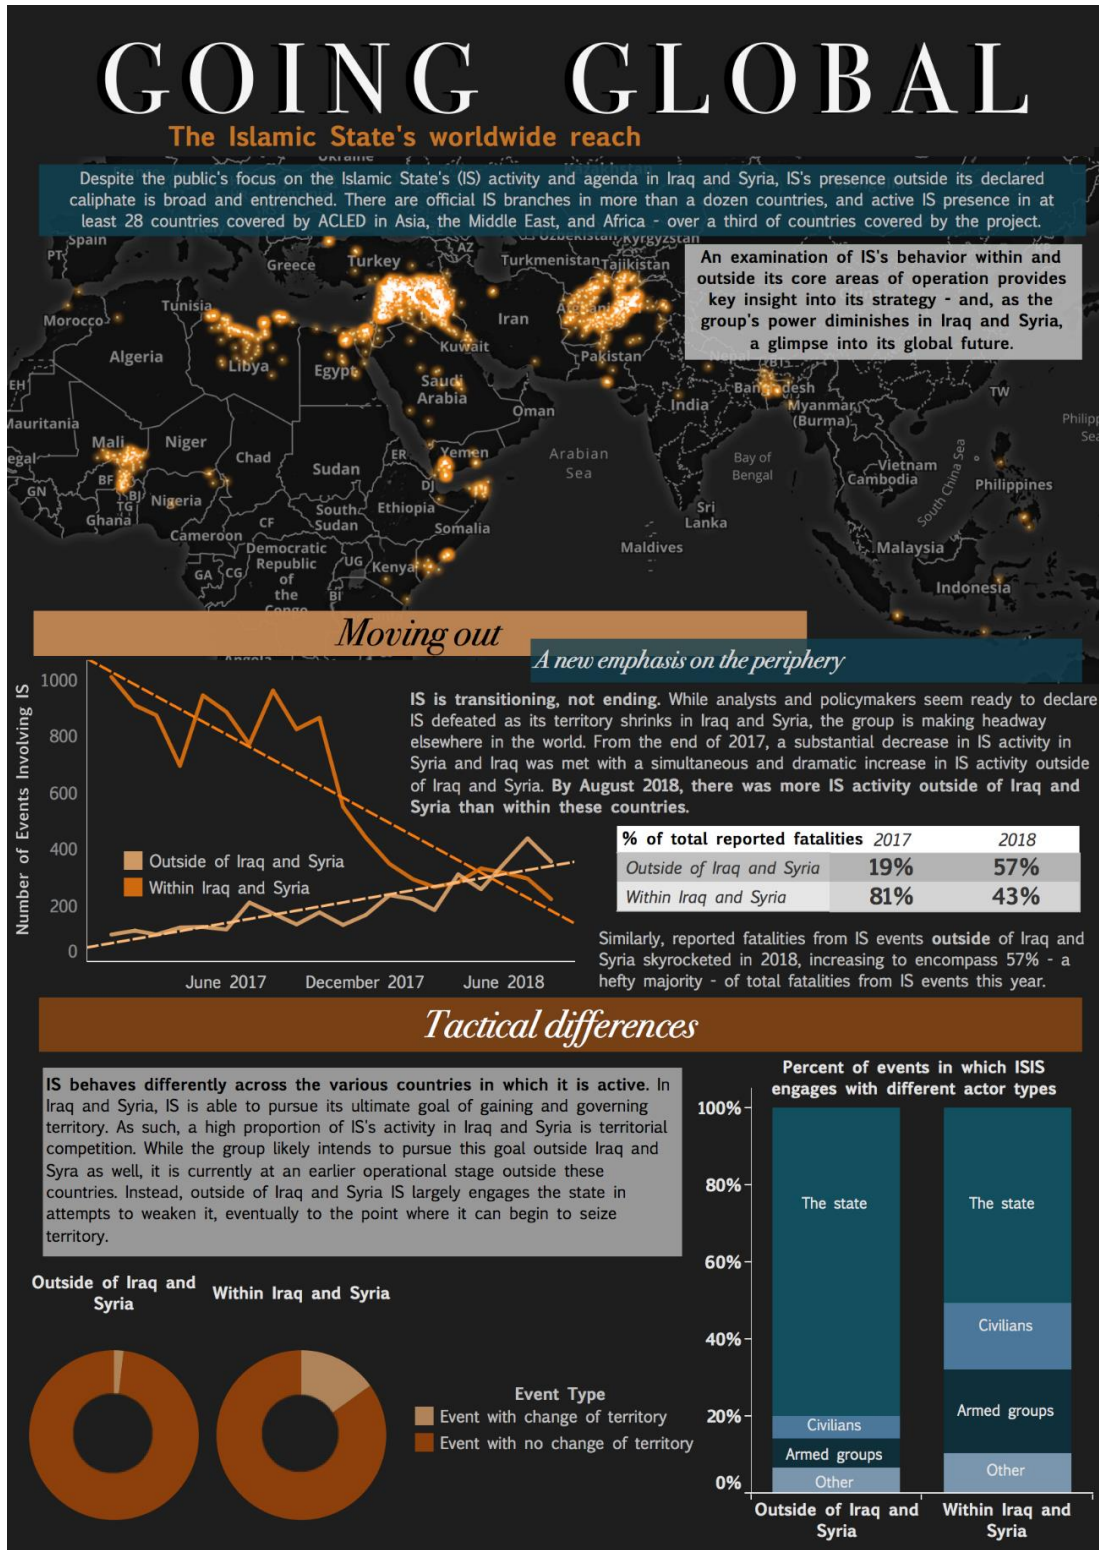 GOING GLOBAL
The Islamic State's worldwide reach
Ukraine
Despite the public's focus on the Islamic State's (IS) activity and agenda in Iraq and Syria, IS's presence outside its declared
caliphate is broad and entrenched. There are official IS branches in more than a dozen countries, and active IS presence in at
least 28 countries covered by ACLED in Asia, the Middle East, and Africa - over a third of countries covered by the project.
An examination of IS's behavior within and
outside its core areas of operation provides
key insight into its strategy - and, as the
group's power diminishes in Iraq and Syria,
a glimpse into its global future.
Spain
PT
Greece
Turkey
AZ
Uzbekistan
Kyrgyzstan
Turkmenistan
Tajikistan
Tunisia
Morocco
Iran
Algeria
Libya
Egypt
Kuwait
Pakistan
Nepal
EH
Saudi
Arabia
Bangladesh
TW
Mauritania
Oman
India
Myanmar
(Burma)
Mali
Niger
Chad
Sudan
ER
Yemen
Arabian
Sea
Bay of
Bengal
Vietnam
Cambodia
South China Sea
Philippines
BF
GN
BJ
TG
Nigeria
Ghana
DJ
Ethiopia
South
Sudan
CF
Cameroon
Somalia
Sri
Lanka
Maldives
Malaysia
Democratic
Republic
of
the
Congo
UG
Kenya
GA
CG
BI
Indonesia
Angola
Moving out
A new emphasis on the periphery
Number of Events Involving IS
1000
800
600
400
200
0
Outside of Iraq and Syria
Within Iraq and Syria
June 2017
December 2017
June 2018
IS is transitioning, not ending. While analysts and policymakers seem ready to declare
IS defeated as its territory shrinks in Iraq and Syria, the group is making headway
elsewhere in the world. From the end of 2017, a substantial decrease in IS activity in
Syria and Iraq was met with a simultaneous and dramatic increase in IS activity outside
of Iraq and Syria. By August 2018, there was more IS activity outside of Iraq and
Syria than within these countries.
% of total reported fatalities 2017 2018
Outside of Iraq and Syria 19% 57%
Within Iraq and Syria 81% 43%
Similarly, reported fatalities from IS events outside of Iraq and
Syria skyrocketed in 2018, increasing to encompass 57% - a
hefty majority - of total fatalities from IS events this year.
Tactical differences
IS behaves differently across the various countries in which it is active. In
Iraq and Syria, IS is able to pursue its ultimate goal of gaining and governing
territory. As such, a high proportion of IS's activity in Iraq and Syria is territorial
competition. While the group likely intends to pursue this goal outside Iraq and
Syra as well, it is currently at an earlier operational stage outside these
countries. Instead, outside of Iraq and Syria IS largely engages the state in
attempts to weaken it, eventually to the point where it can begin to seize
territory.
Outside of Iraq and
Syria
Within Iraq and Syria
Event Type
Event with change of territory
Event with no change of territory
Percent of events in which ISIS
engages with different actor types
100%
80%
60%
40%
20%
0%
The state
Civilians
Armed groups
Other
The state
Civilians
Armed groups
Other
Outside of Iraq and
Syria
Within Iraq and
Syria